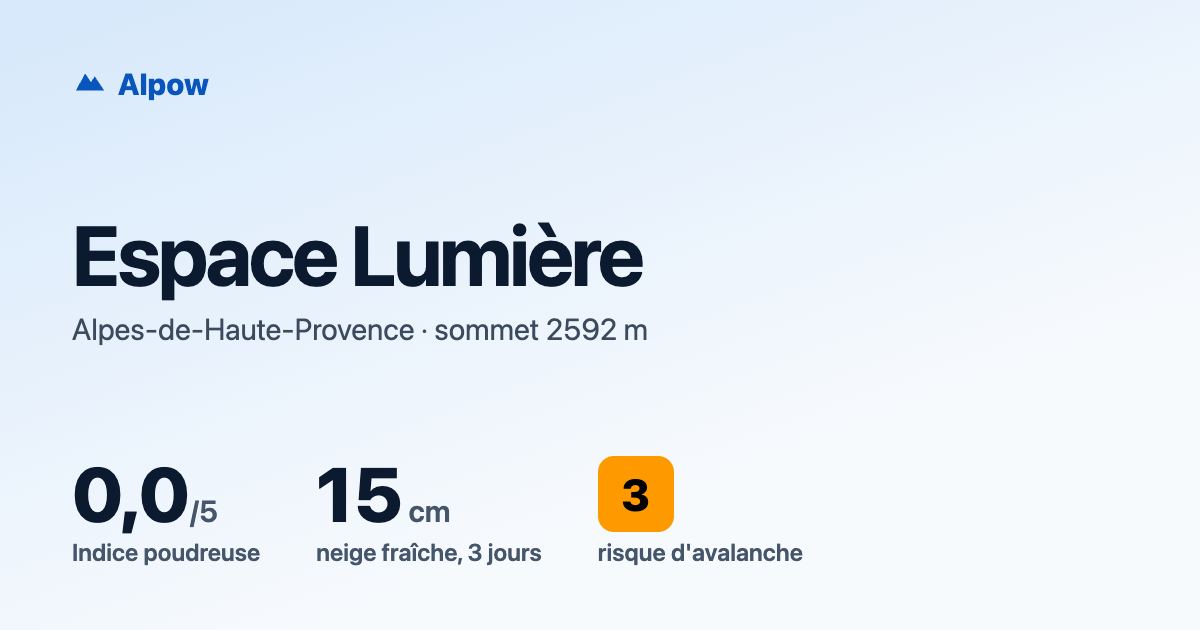 Alpow
Espace Lumière
Alpes-de-Haute-Provence · sommet 2592 m
0,0/5
Indice poudreuse
15 cm
neige fraîche, 3 jours
3
risque d'avalanche